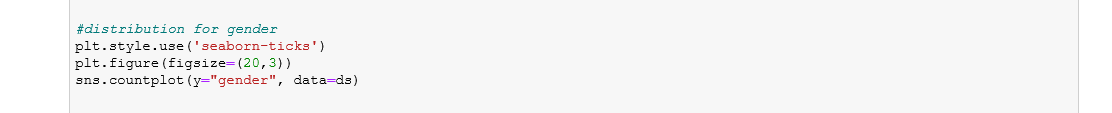 #distribution for gender
plt.style.use('seaborn-ticks')
plt.figure(figsize=(20,3))
sns.countplot(y="gender", data=ds)